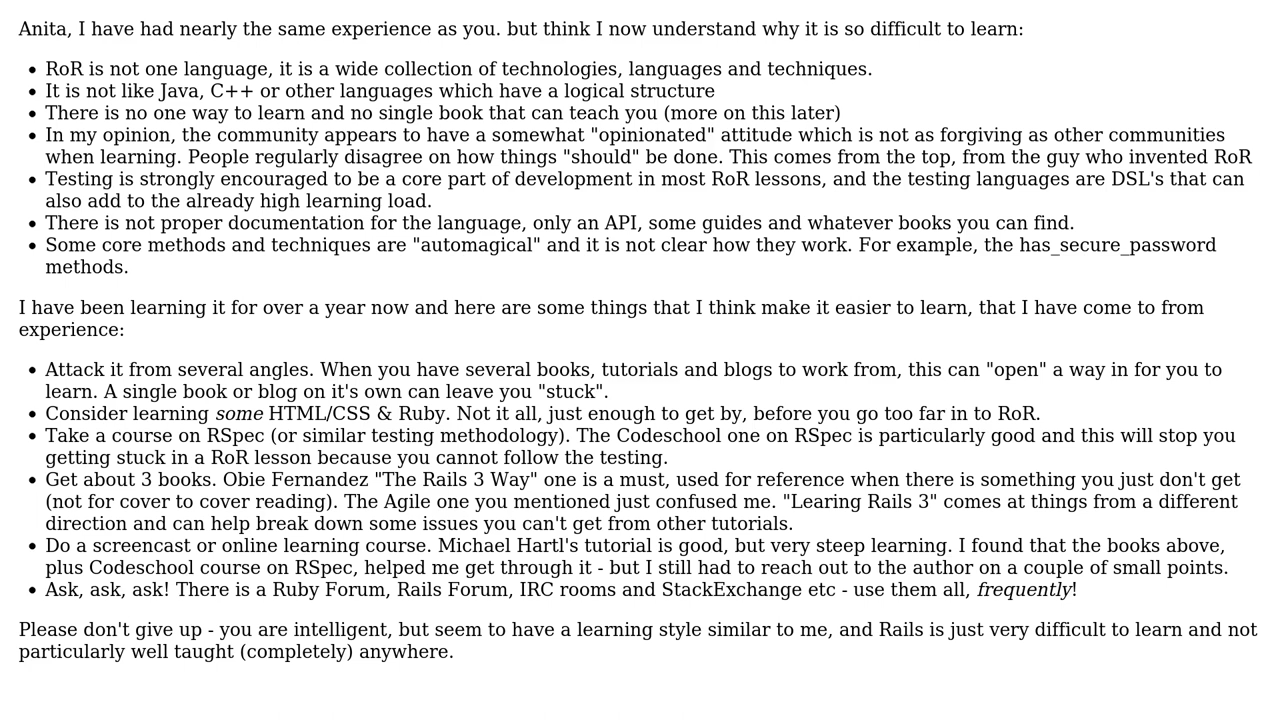 Anita, I have had nearly the same experience as you. but think I now understand why it is so difficult to learn:
• RoR is not one language, it is a wide collection of technologies, languages and techniques.
• It is not like Java, C++ or other languages which have a logical structure
• There is no one way to learn and no single book that can teach you (more on this later)
• In my opinion, the community appears to have a somewhat "opinionated" attitude which is not as forgiving as other communities
when learning. People regularly disagree on how things "should" be done. This comes from the top, from the guy who invented RoR
• Testing is strongly encouraged to be a core part of development in most RoR lessons, and the testing languages are DSL's that can
also add to the already high learning load.
• There is not proper documentation for the language, only an API, some guides and whatever books you can find.
• Some core methods and techniques are "automagical" and it is not clear how they work. For example, the has_secure_password
methods.
I have been learning it for over a year now and here are some things that I think make it easier to learn, that I have come to from
experience:
• Attack it from several angles. When you have several books, tutorials and blogs to work from, this can "open" a way in for you to
learn. A single book or blog on it's own can leave you "stuck".
• Consider learning some HTML/CSS & Ruby. Not it all, just enough to get by, before you go too far in to RoR.
• Take a course on RSpec (or similar testing methodology). The Codeschool one on RSpec is particularly good and this will stop you
getting stuck in a RoR lesson because you cannot follow the testing.
• Get about 3 books. Obie Fernandez "The Rails 3 Way" one is a must, used for reference when there is something you just don't get
(not for cover to cover reading). The Agile one you mentioned just confused me. "Learing Rails 3" comes at things from a different
direction and can help break down some issues you can't get from other tutorials.
• Do a screencast or online learning course. Michael Hartl's tutorial is good, but very steep learning. I found that the books above,
plus Codeschool course on RSpec, helped me get through it - but I still had to reach out to the author on a couple of small points.
• Ask, ask, ask! There is a Ruby Forum, Rails Forum, IRC rooms and StackExchange etc - use them all, frequently!
Please don't give up - you are intelligent, but seem to have a learning style similar to me, and Rails is just very difficult to learn and not
particularly well taught (completely) anywhere.